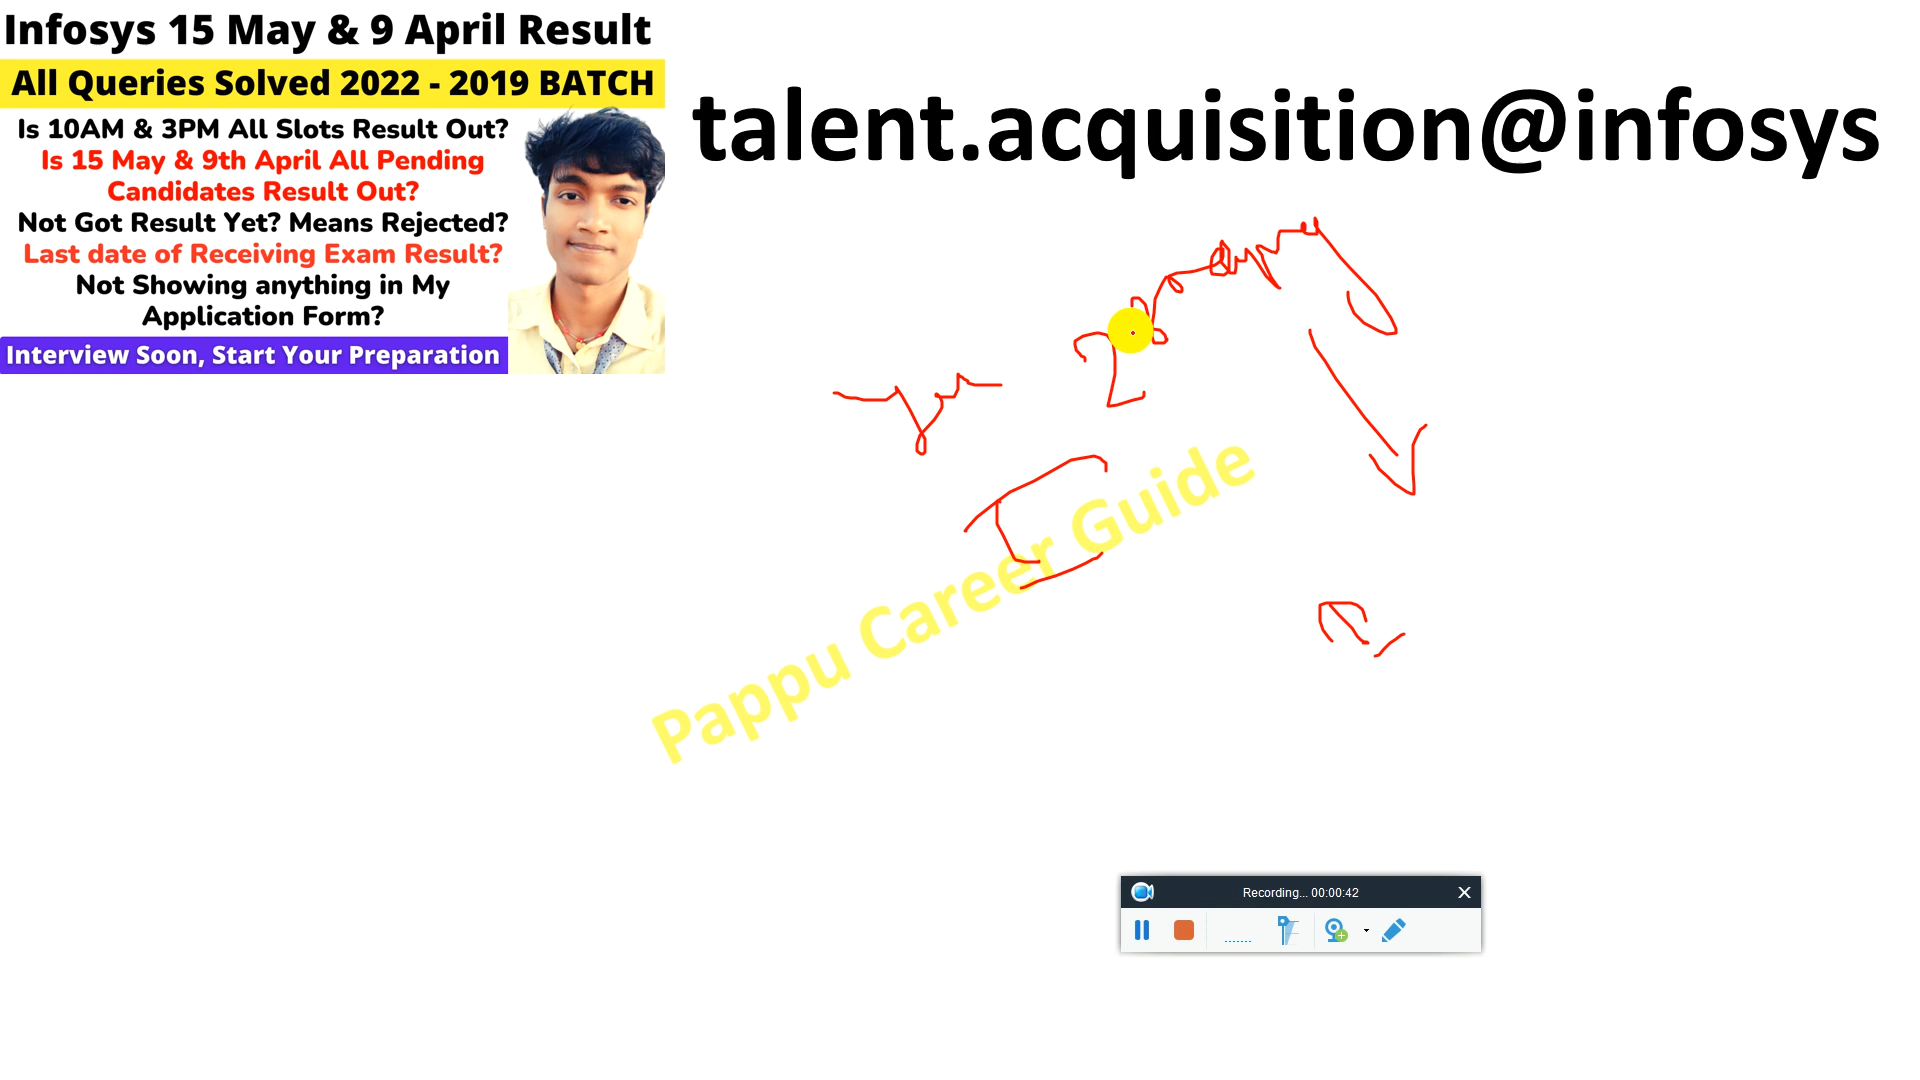 Infosys 15 May & 9 April Result
All Queries Solved 2022 - 2019 BATCH
Is 10AM & 3PM All Slots Result Out?
Is 15 May & 9th April All Pending
Candidates Result Out?
Not Got Result Yet? Means Rejected?
Last date of Receiving Exam Result?
Not Showing anything in My
Application Form?
Interview Soon, Start Your Preparation
talent.acquisition@infosys
Pappu Career Guide
Recording... 00:00:42